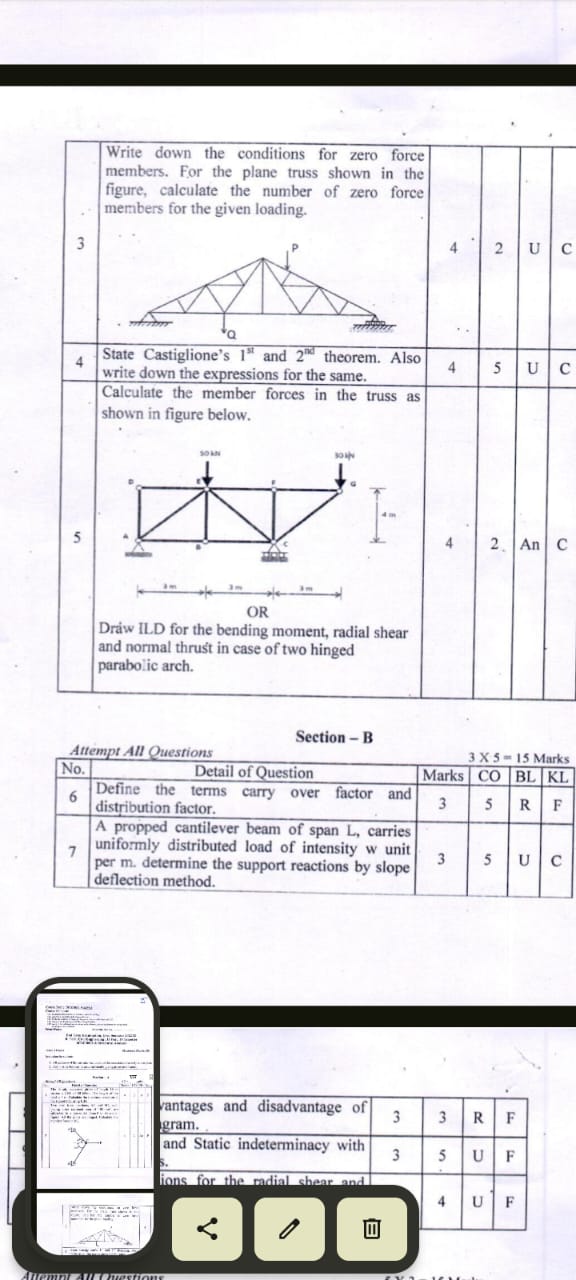 Write down the conditions for zero force
members. For the plane truss shown in the
figure, calculate the number of zero force
members for the given loading.
3
4 2 U C
P
Q
4
State Castiglione's 1st and 2nd theorem. Also
write down the expressions for the same.
4 5 U C
Calculate the member forces in the truss as
shown in figure below.
50 kN
30 kN
D E F G
4 m
5
4 2. An C
A B C
3 m 3 m 3 m
OR
Draw ILD for the bending moment, radial shear
and normal thrust in case of two hinged
parabolic arch.
Section – B
Attempt All Questions
3 X 5 = 15 Marks
No. Detail of Question Marks CO BL KL
6
Define the terms carry over factor and
distribution factor.
3 5 R F
7
A propped cantilever beam of span L, carries
uniformly distributed load of intensity w unit
per m. determine the support reactions by slope
deflection method.
3 5 U C
vantages and disadvantage of
gram.
3 3 R F
and Static indeterminacy with
s.
3 5 U F
ions for the radial shear and
4 U F
Attempt All Questions